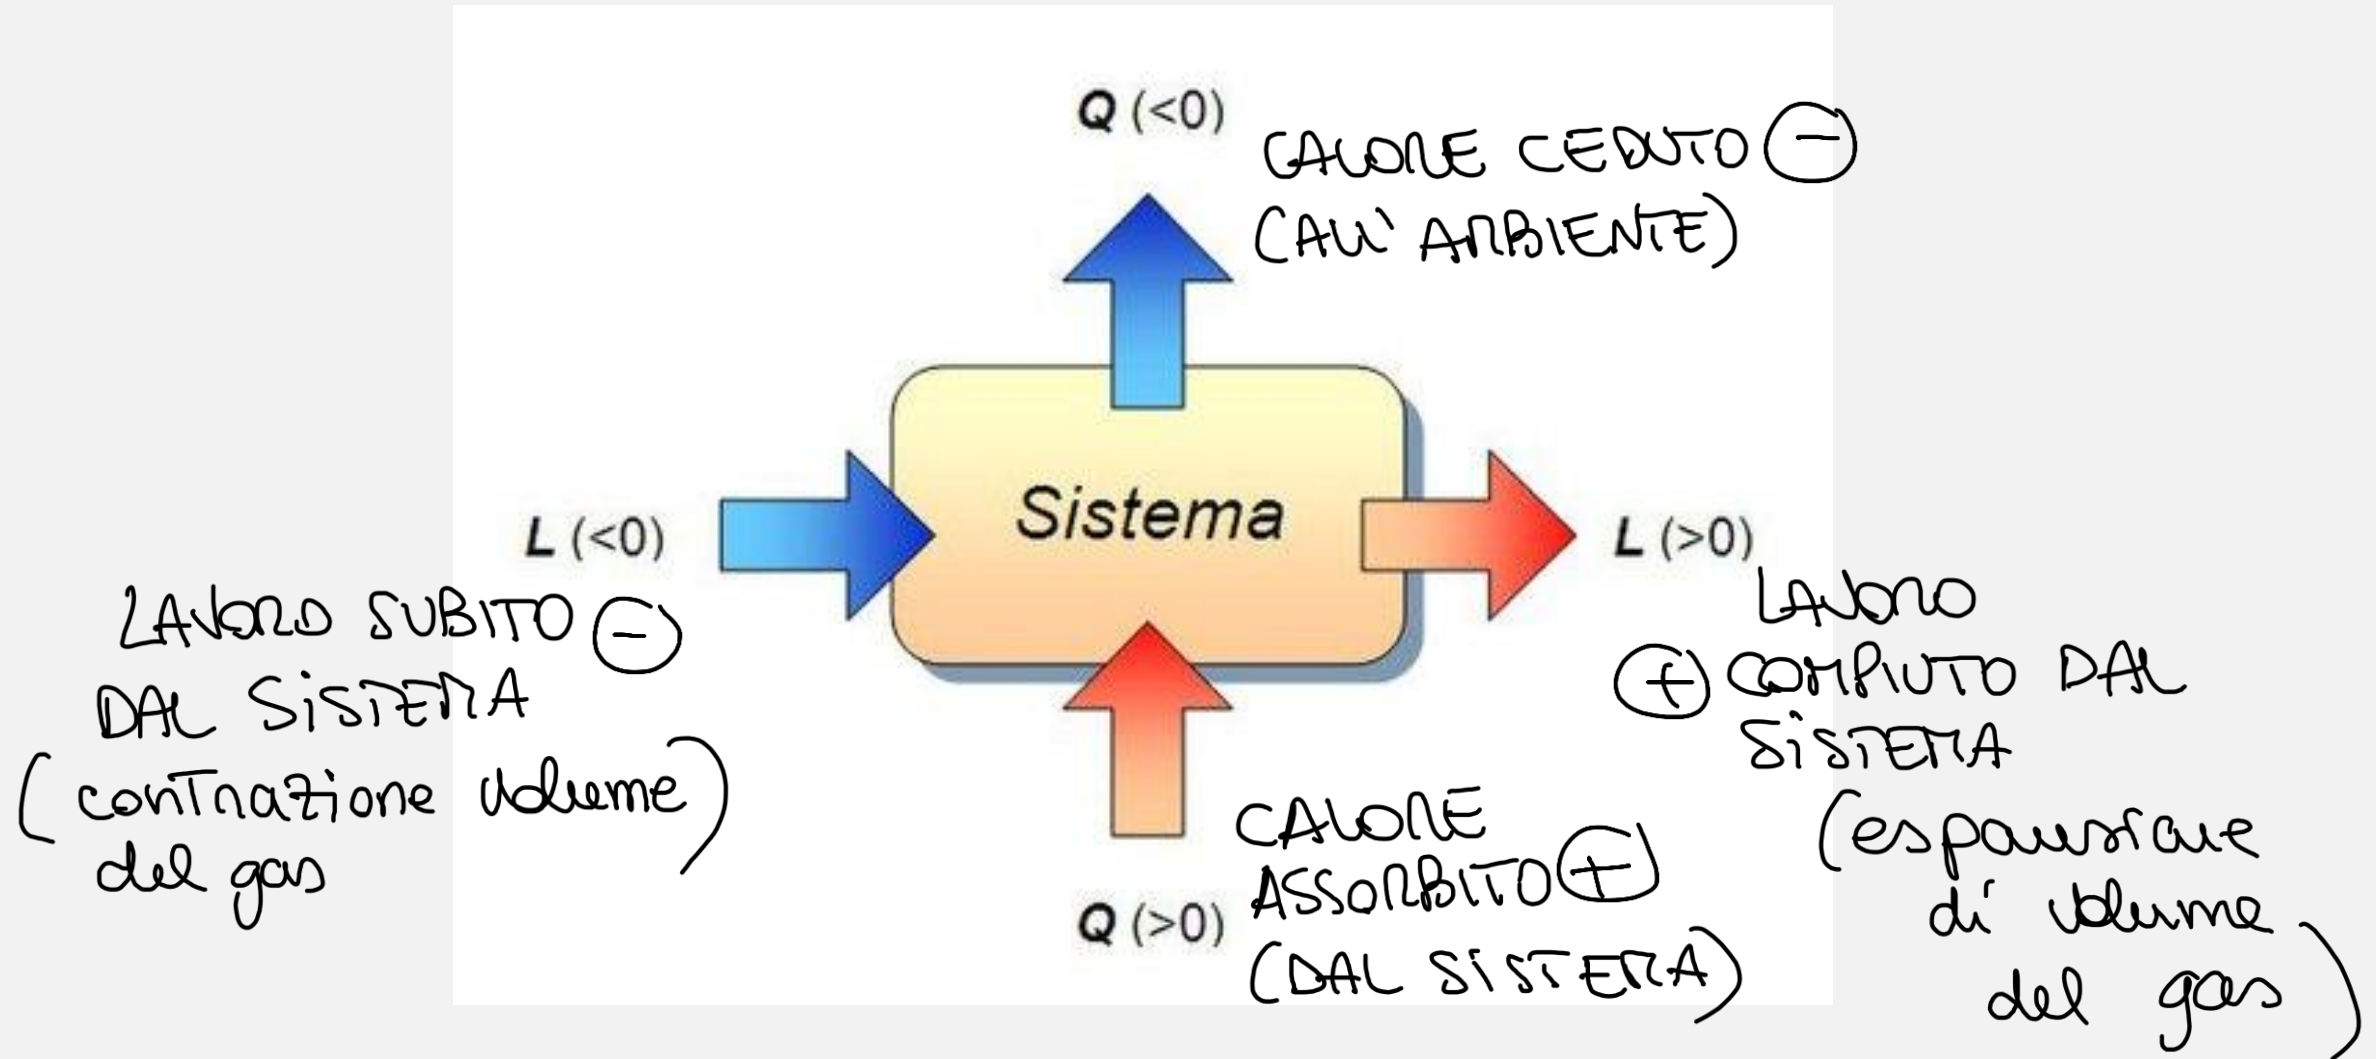 Q (<0)
CALORE CEDUTO -
(ALL' AMBIENTE)
Sistema
L (<0)
LAVORO SUBITO -
DAL SiSTEMA
(contrazione volume)
del gas
L (>0)
LAVORO
+ COMPIUTO DAL
SiSTEMA
(espansione
di volume
del gas)
CALORE
ASSORBITO +
Q (>0)
(DAL SISTEMA)